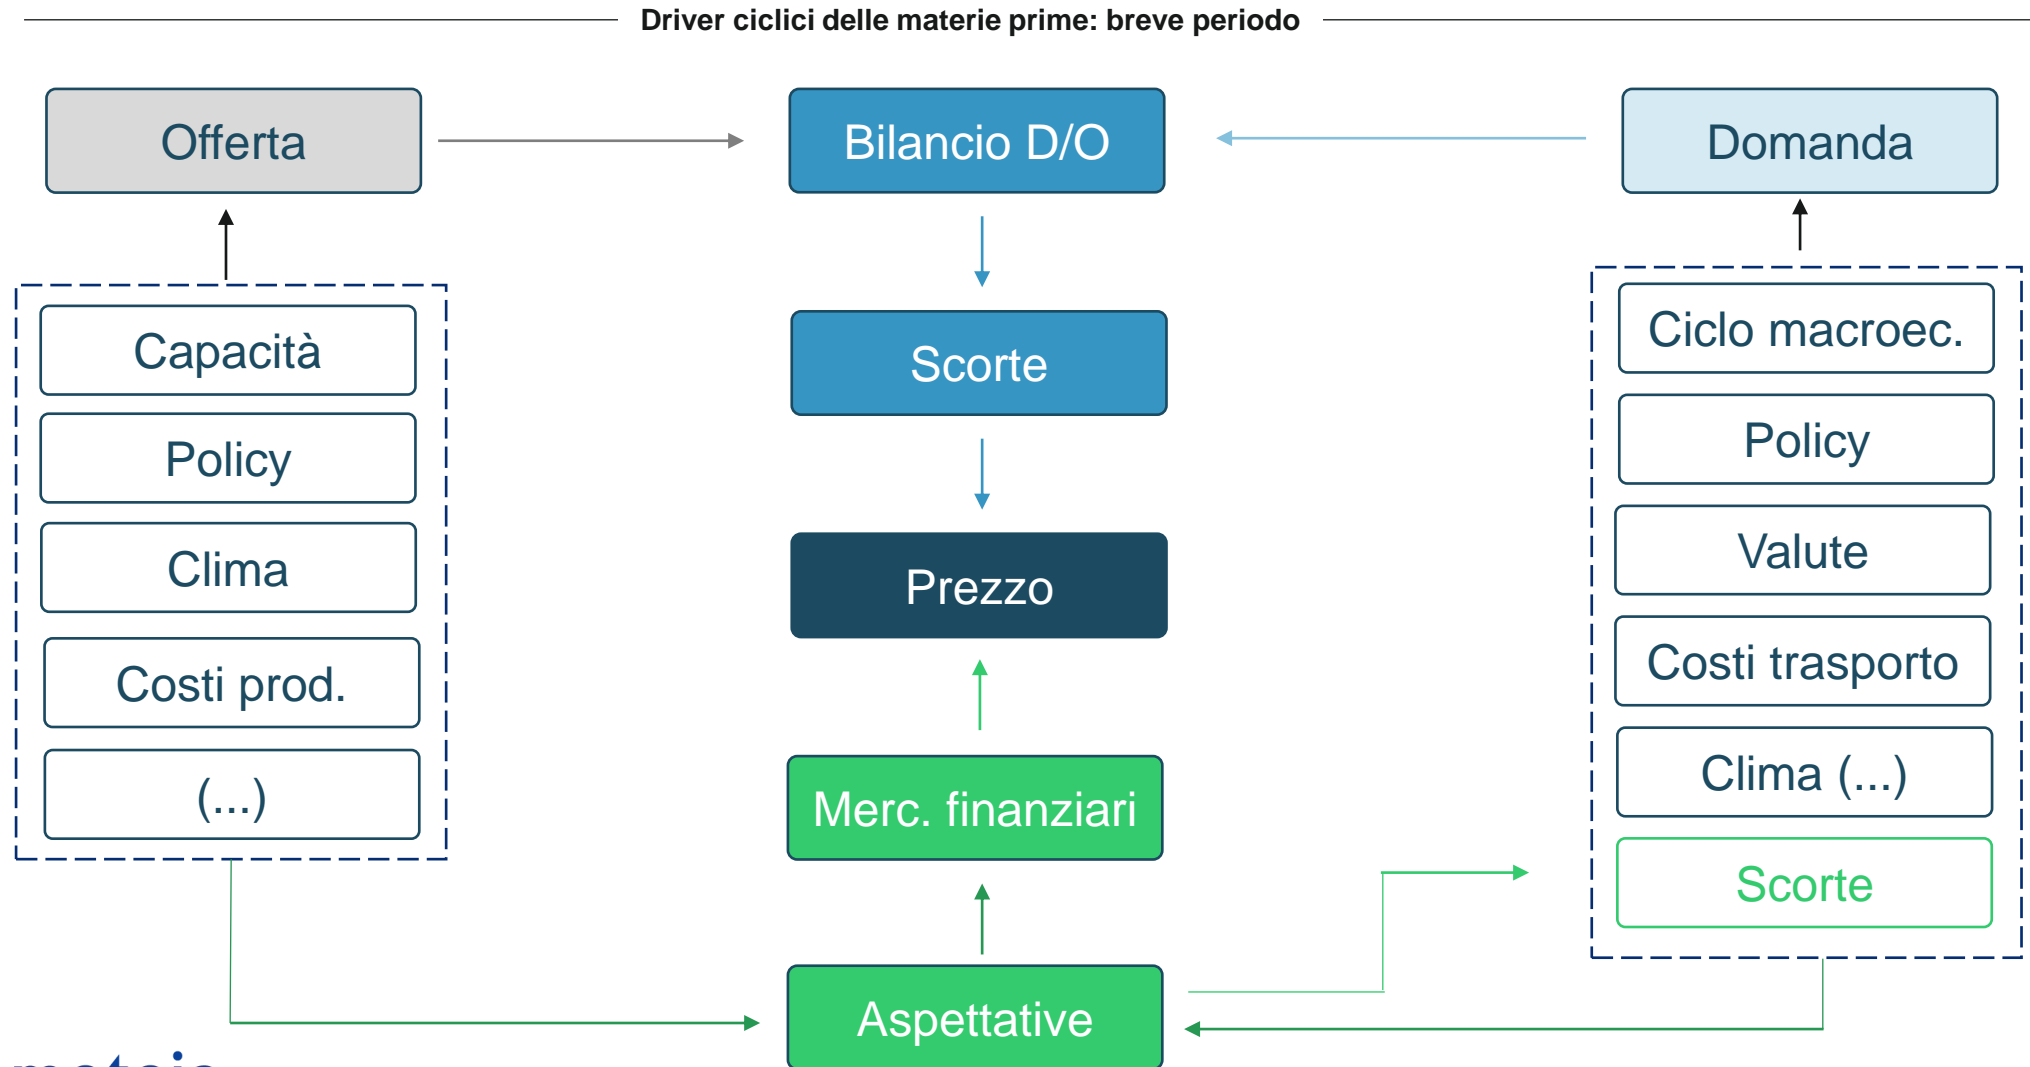 Driver ciclici delle materie prime: breve periodo
Offerta
Bilancio D/O
Domanda
Capacità
Policy
Clima
Costi prod.
(...)
Scorte
Prezzo
Merc. finanziari
Aspettative
Ciclo macroec.
Policy
Valute
Costi trasporto
Clima (...)
Scorte